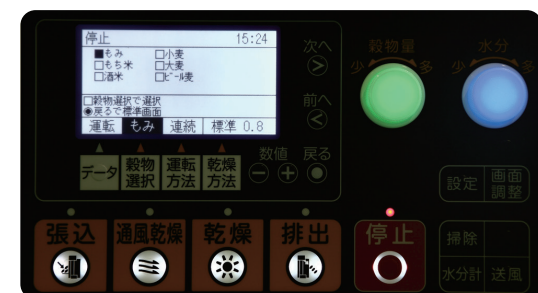 停止 15:24
■もみ □小麦
□もち米 □大麦
□酒米 □ビール麦
□穀物選択で選択
◉戻るで標準画面
運転 もみ 連続 標準 0.8
次へ
前へ
数値 戻る
データ
穀物
選択
運転
方法
乾燥
方法
穀物量
少 多
水分
少 多
設定
画面
調整
張込 通風乾燥 乾燥 排出 停止
掃除
水分計 送風